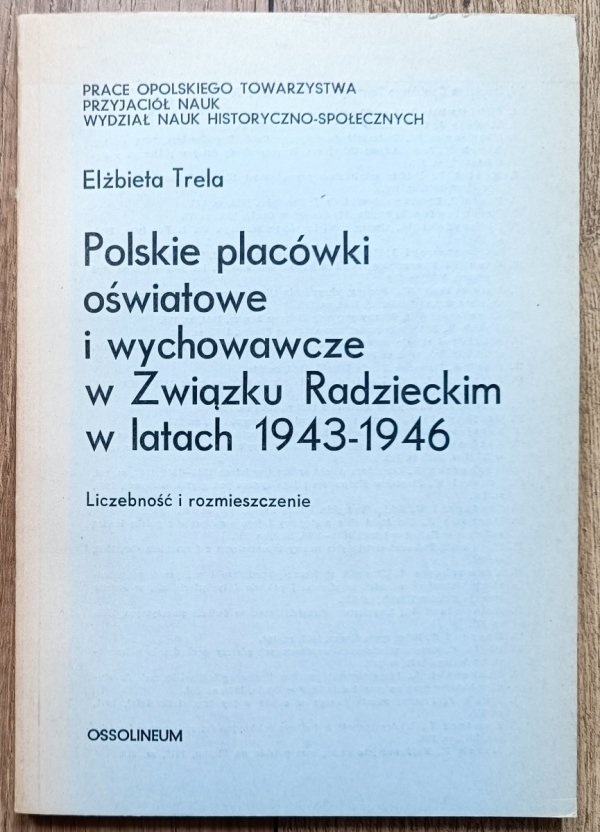 PRACE OPOLSKIEGO TOWARZYSTWA
PRZYJACIÓŁ NAUK
WYDZIAŁ NAUK HISTORYCZNO-SPOŁECZNYCH
Elżbieta Trela
Polskie placówki
oświatowe
i wychowawcze
w Związku Radzieckim
w latach 1943-1946
Liczebność i rozmieszczenie
OSSOLINEUM